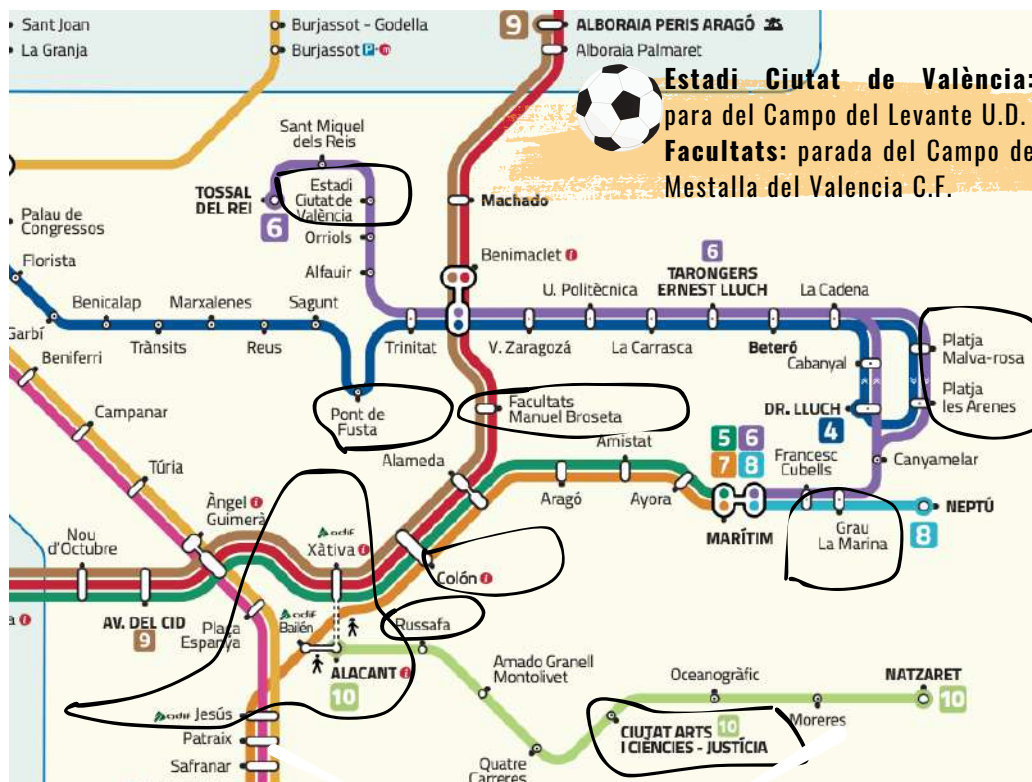 Sant Joan
La Granja
Burjassot - Godella
Burjassot P m
9
ALBORAIA PERIS ARAGÓ
Alboraia Palmaret
Estadi Ciutat de València:
para del Campo del Levante U.D.
Facultats: parada del Campo de
Mestalla del Valencia C.F.
Sant Miquel
dels Reis
TOSSAL
DEL REI
6
Estadi
Ciutat de
València
Orriols
Alfauir
Machado
Palau de
Congressos
Florista
Benimaclet i
6
TARONGERS
ERNEST LLUCH
U. Politècnica
La Cadena
Benicalap
Marxalenes
Sagunt
Garbí
Trànsits
Reus
Trinitat
V. Zaragozá
La Carrasca
Beteró
Cabanyal
Platja
Malva-rosa
Beniferri
Platja
les Arenes
DR. LLUCH
4
Campanar
Pont de
Fusta
Facultats
Manuel Broseta
Túria
Alameda
Amistat
5 6
7 8
Francesc
Cubells
Canyamelar
Aragó
Ayora
MARÍTIM
Grau
La Marina
NEPTÚ
8
Àngel i
Guimerà
Nou
d'Octubre
adif
Xàtiva i
Colón i
a i
AV. DEL CID
9
Plaça
Espanya
adif
Bailén
Russafa
ALACANT i
10
Amado Granell
Montolivet
Oceanogràfic
NATZARET
10
adif Jesús
Patraix
Safranar
CIUTAT ARTS 10
I CIÈNCIES - JUSTÍCIA
Moreres
Quatre
Carreres